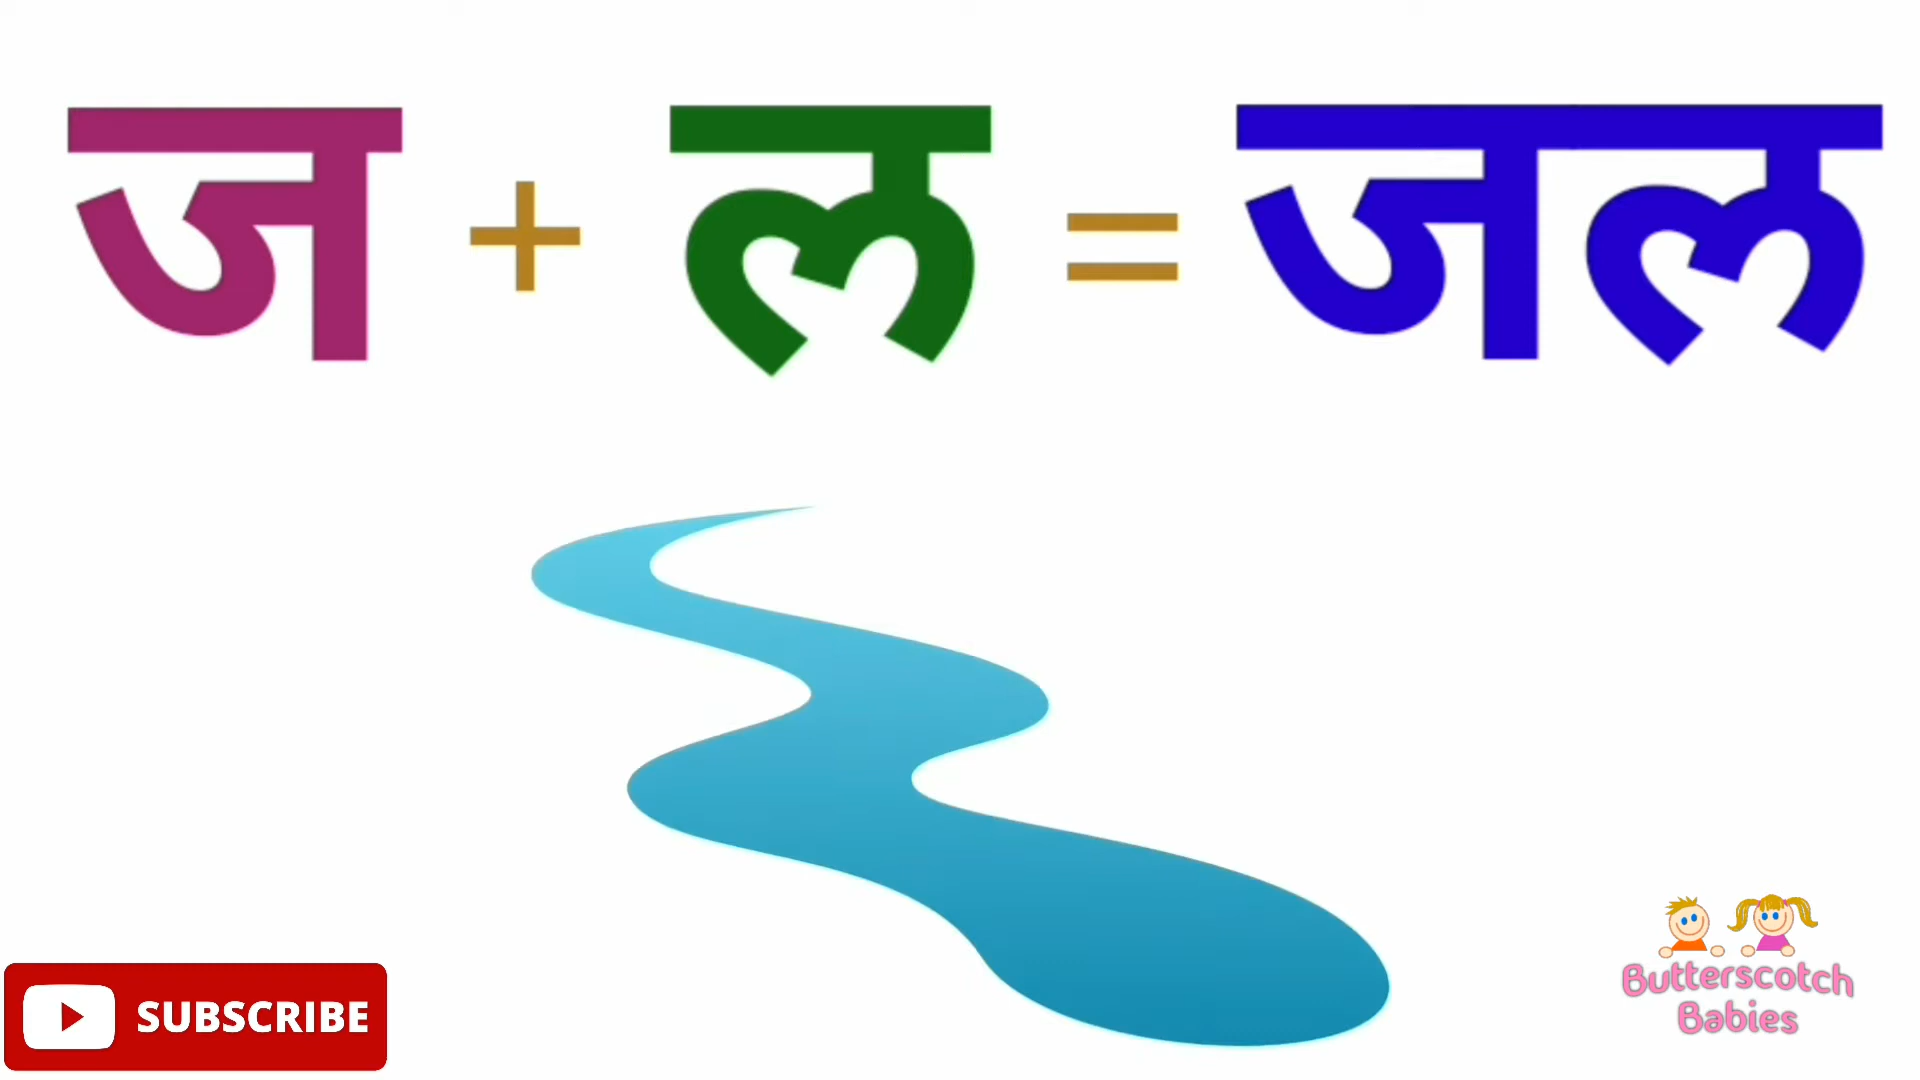 ज + ल = जल
SUBSCRIBE
Butterscotch
Babies